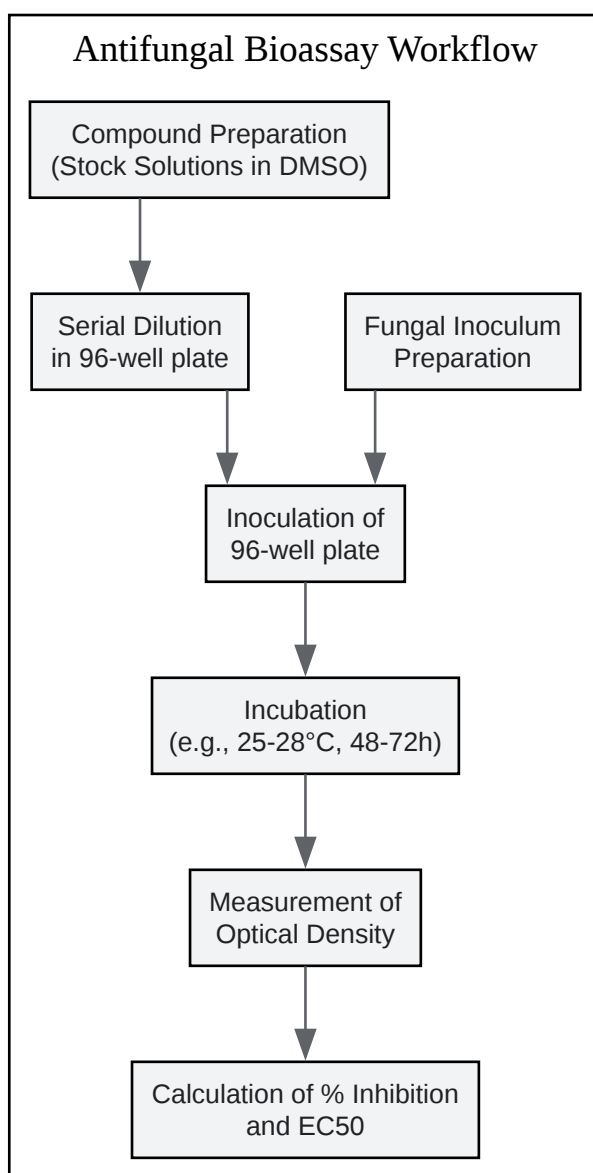 Antifungal Bioassay Workflow
Compound Preparation
(Stock Solutions in DMSO)
Serial Dilution
in 96-well plate
Fungal Inoculum
Preparation
Inoculation of
96-well plate
Incubation
(e.g., 25-28°C, 48-72h)
Measurement of
Optical Density
Calculation of % Inhibition
and EC50